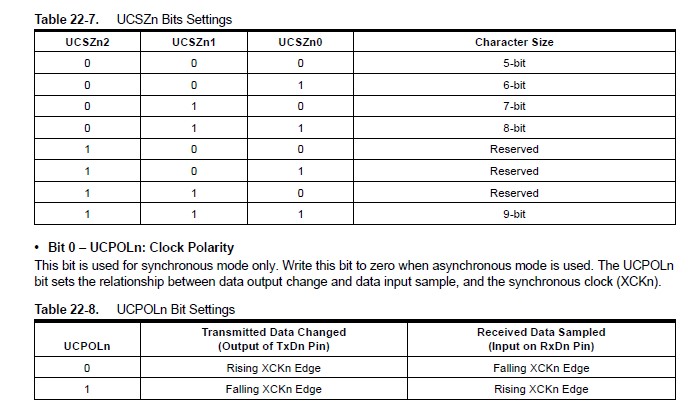 Table 22-7. UCSZn Bits Settings
UCSZn2 UCSZn1 UCSZn0 Character Size
0 0 0 5-bit
0 0 1 6-bit
0 1 0 7-bit
0 1 1 8-bit
1 0 0 Reserved
1 0 1 Reserved
1 1 0 Reserved
1 1 1 9-bit
• Bit 0 – UCPOLn: Clock Polarity
This bit is used for synchronous mode only. Write this bit to zero when asynchronous mode is used. The UCPOLn
bit sets the relationship between data output change and data input sample, and the synchronous clock (XCKn).
Table 22-8. UCPOLn Bit Settings
UCPOLn Transmitted Data Changed (Output of TxDn Pin) Received Data Sampled (Input on RxDn Pin)
0 Rising XCKn Edge Falling XCKn Edge
1 Falling XCKn Edge Rising XCKn Edge